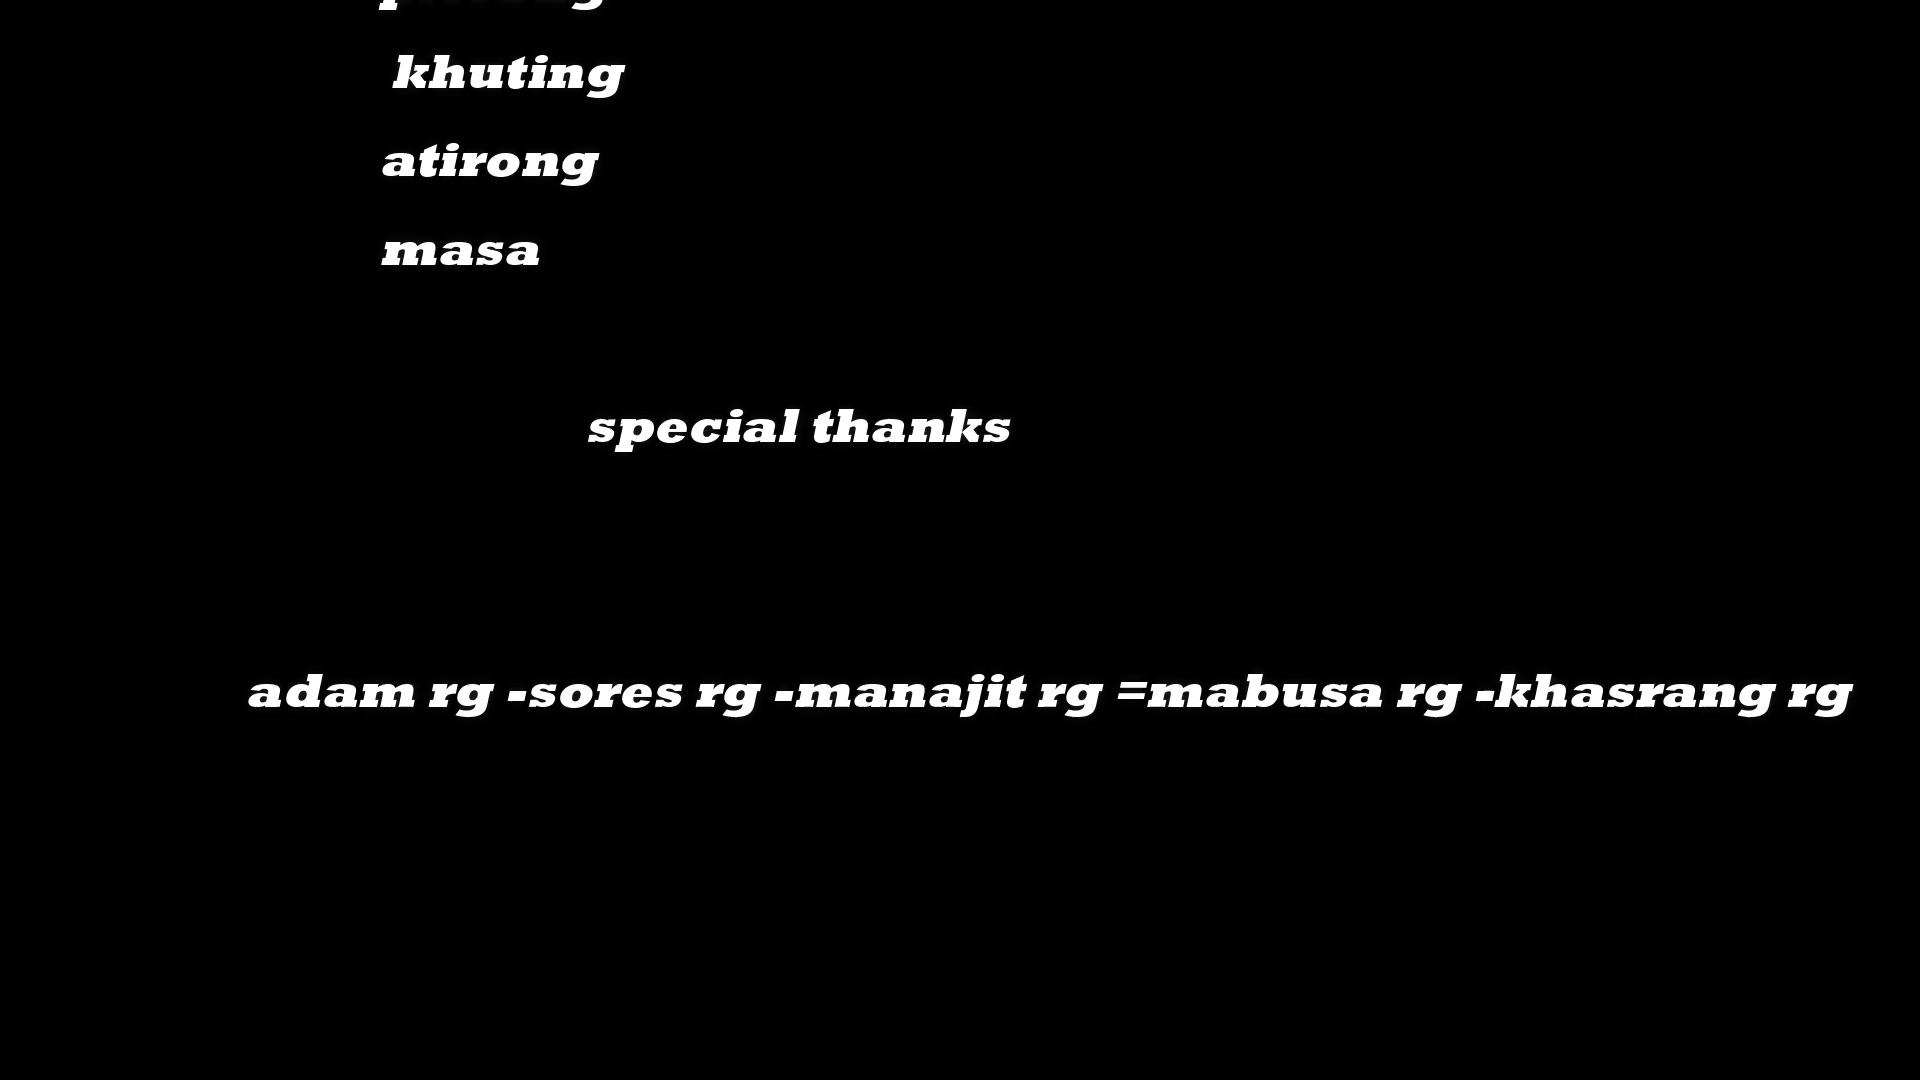 khuting
atirong
masa
special thanks
adam rg -sores rg -manajit rg =mabusa rg -khasrang rg